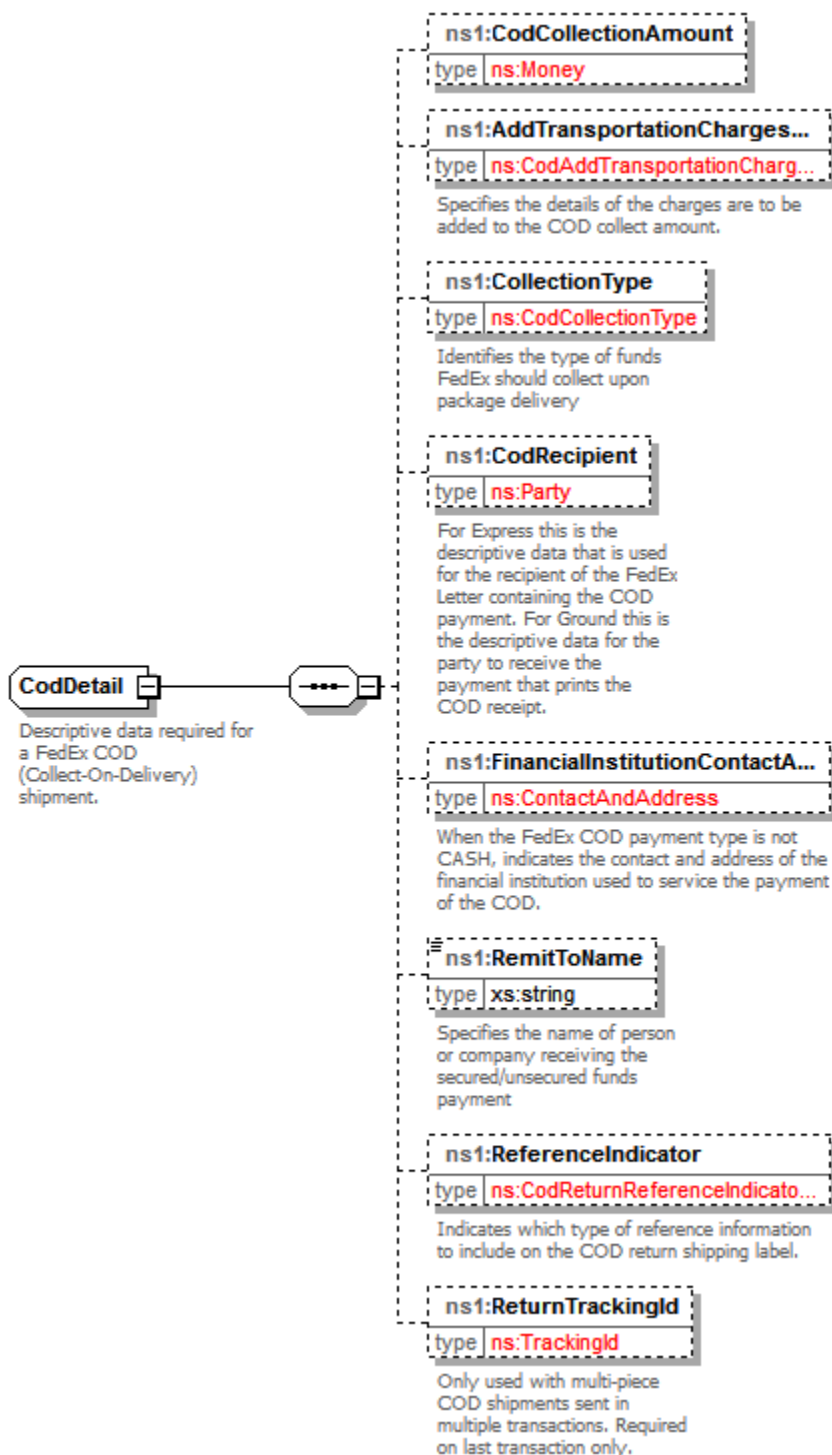 ns1:CodCollectionAmount
type ns:Money
ns1:AddTransportationCharges...
type ns:CodAddTransportationCharg...
Specifies the details of the charges are to be
added to the COD collect amount.
ns1:CollectionType
type ns:CodCollectionType
Identifies the type of funds
FedEx should collect upon
package delivery
ns1:CodRecipient
type ns:Party
For Express this is the
descriptive data that is used
for the recipient of the FedEx
Letter containing the COD
payment. For Ground this is
the descriptive data for the
party to receive the
payment that prints the
COD receipt.
CodDetail
Descriptive data required for
a FedEx COD
(Collect-On-Delivery)
shipment.
ns1:FinancialInstitutionContactA...
type ns:ContactAndAddress
When the FedEx COD payment type is not
CASH, indicates the contact and address of the
financial institution used to service the payment
of the COD.
ns1:RemitToName
type xs:string
Specifies the name of person
or company receiving the
secured/unsecured funds
payment
ns1:ReferenceIndicator
type ns:CodReturnReferenceIndicato...
Indicates which type of reference information
to include on the COD return shipping label.
ns1:ReturnTrackingId
type ns:TrackingId
Only used with multi-piece
COD shipments sent in
multiple transactions. Required
on last transaction only.